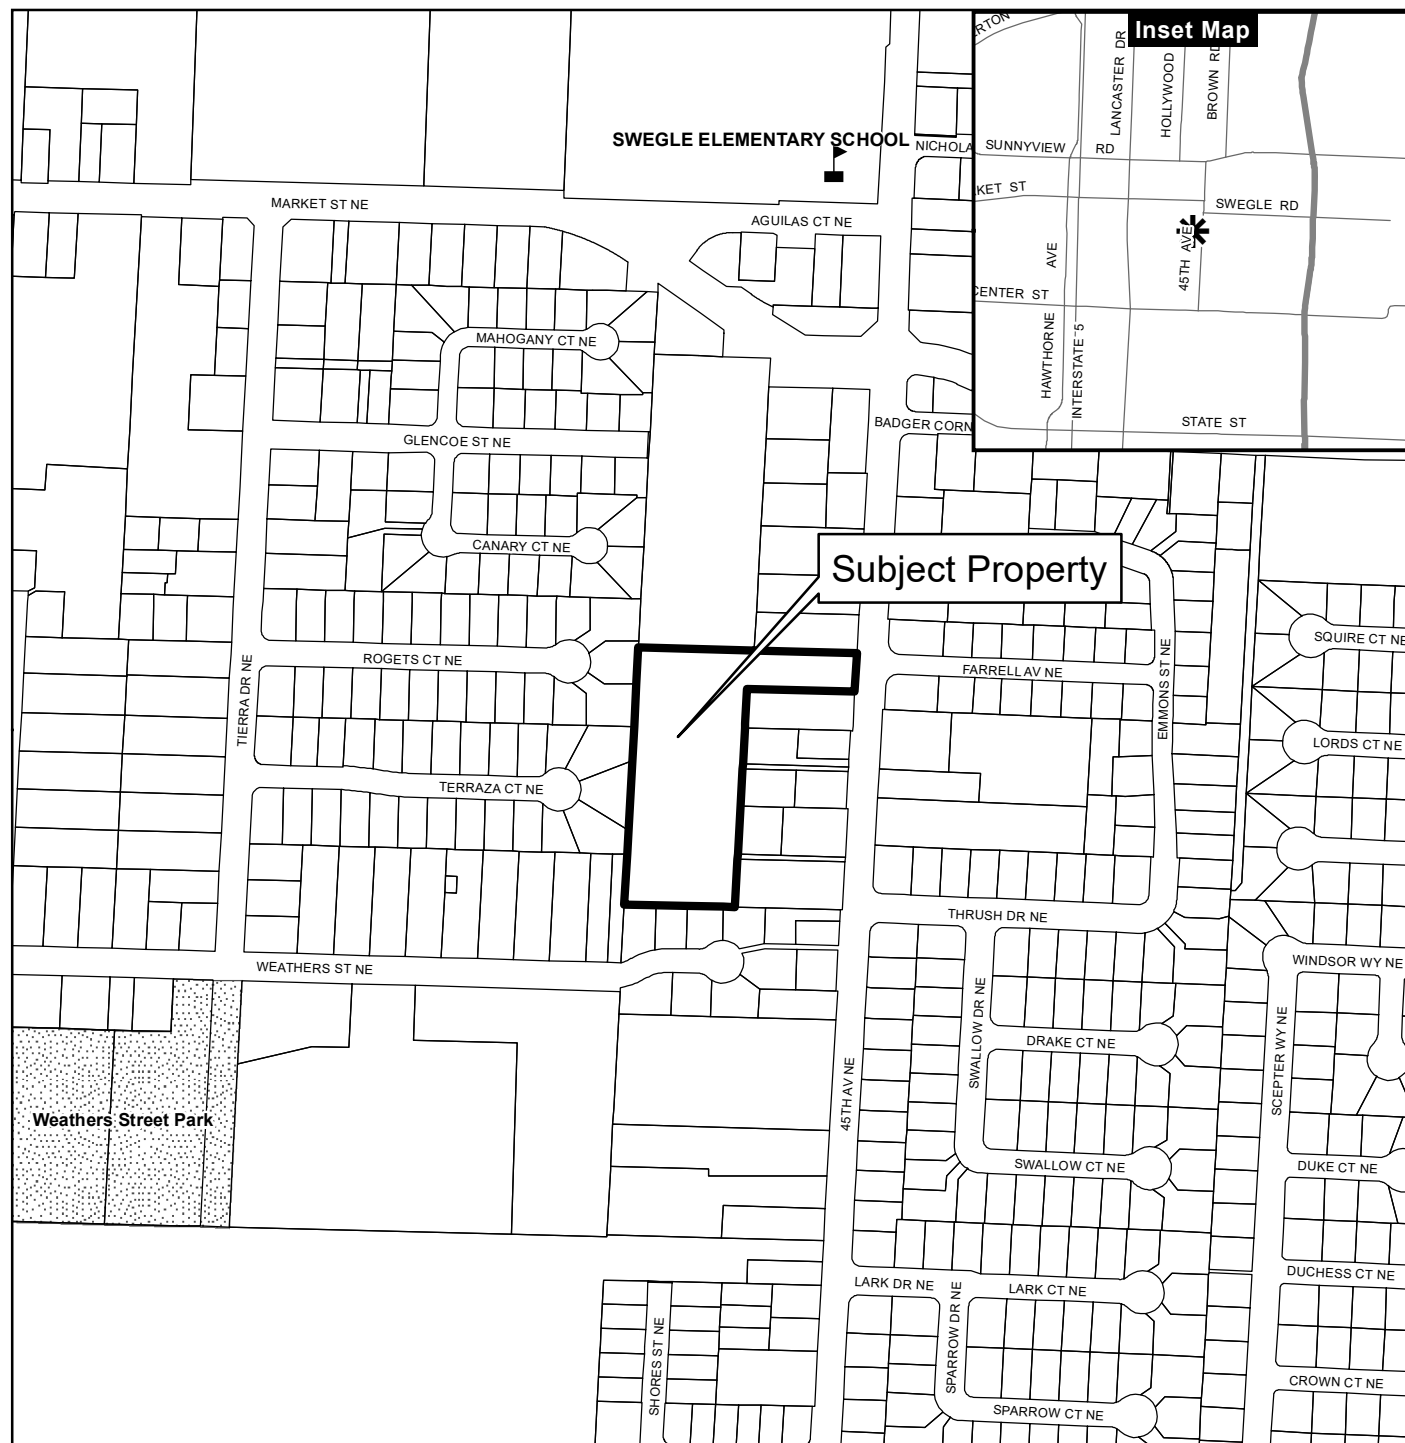 Inset Map
LANCASTER DR
HOLLYWOOD
BROWN RD
SUNNYVIEW RD
SWEGLE RD
45TH AVE
AVE
CENTER ST
HAWTHORNE
INTERSTATE 5
STATE ST
SWEGLE ELEMENTARY SCHOOL
NICHOLA
MARKET ST NE
AGUILAS CT NE
MAHOGANY CT NE
GLENCOE ST NE
BADGER CORN
CANARY CT NE
Subject Property
ROGETS CT NE
FARRELL AV NE
EMMONS ST NE
SQUIRE CT NE
TIERRA DR NE
LORDS CT NE
TERRAZA CT NE
THRUSH DR NE
WEATHERS ST NE
WINDSOR WY NE
SWALLOW DR NE
DRAKE CT NE
SCEPTER WY NE
45TH AV NE
Weathers Street Park
SWALLOW CT NE
DUKE CT NE
DUCHESS CT NE
LARK DR NE
LARK CT NE
SPARROW DR NE
SHORES ST NE
CROWN CT NE
SPARROW CT NE